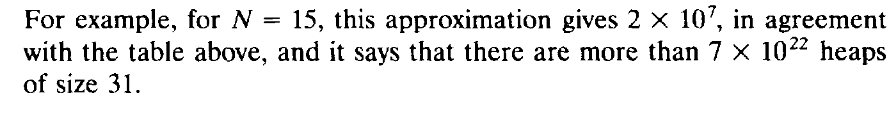 For example, for N = 15, this approximation gives 2 × 10⁷, in agreement
with the table above, and it says that there are more than 7 × 10²² heaps
of size 31.